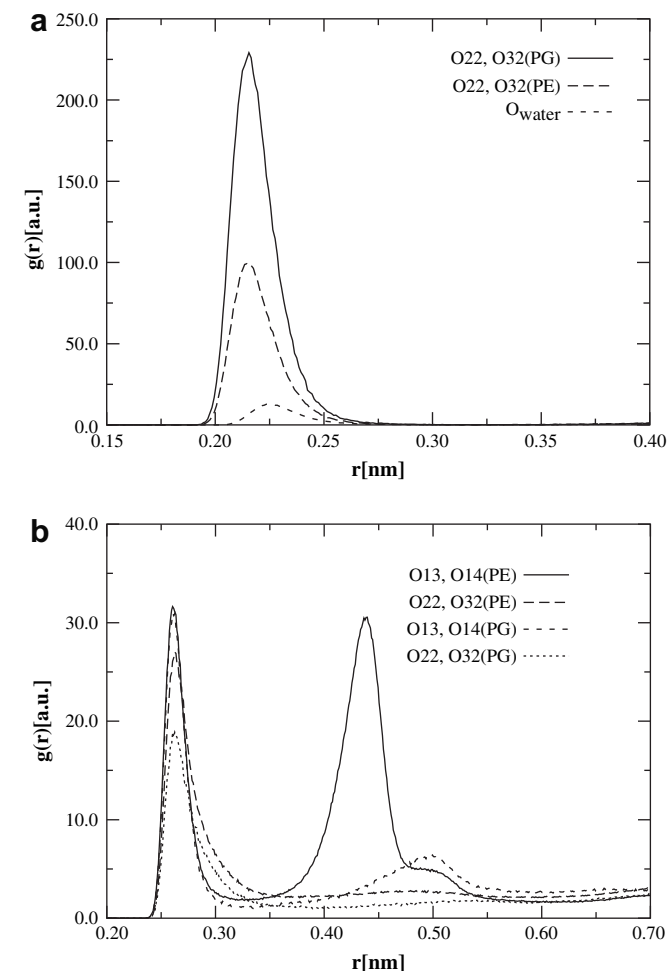 a
250.0
200.0
150.0
100.0
50.0
0.0
g(r)[a.u.]
O22, O32(PG)
O22, O32(PE)
Owater
0.15
0.20
0.25
0.30
0.35
0.40
r[nm]
b
40.0
30.0
20.0
10.0
0.0
g(r)[a.u.]
O13, O14(PE)
O22, O32(PE)
O13, O14(PG)
O22, O32(PG)
0.20
0.30
0.40
0.50
0.60
0.70
r[nm]